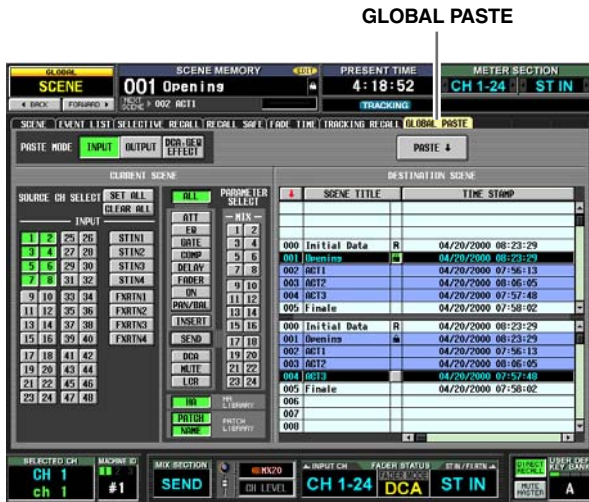 GLOBAL PASTE
GLOBAL
SCENE
BACK FORWARD
SCENE MEMORY EDIT
001 Opening
NEXT SCENE 002 ACT1
PRESENT TIME
4:18:52
TRACKING
METER SECTION
CH 1-24 ST IN
SCENE EVENT LIST SELECTIVE RECALL RECALL SAFE FADE TIME TRACKING RECALL GLOBAL PASTE
PASTE MODE INPUT OUTPUT DCA·GEQ EFFECT PASTE
CURRENT SCENE DESTINATION SCENE
SOURCE CH SELECT SET ALL
CLEAR ALL
INPUT
1 2 25 26 STIN1
3 4 27 28 STIN2
5 6 29 30 STIN3
7 8 31 32 STIN4
9 10 33 34 FXRTN1
11 12 35 36 FXRTN2
13 14 37 38 FXRTN3
15 16 39 40 FXRTN4
17 18 41 42
19 20 43 44
21 22 45 46
23 24 47 48
ALL PARAMETER SELECT
ATT
EQ
GATE
COMP
DELAY
FADER
ON
PAN/BAL
INSERT
SEND
DCA
MUTE
LCR
HA HA LIBRARY
PATCH PATCH LIBRARY
NAME
MIX
1 2
3 4
5 6
7 8
9 10
11 12
13 14
15 16
17 18
19 20
21 22
23 24
SCENE TITLE TIME STAMP
000 Initial Data R 04/20/2000 08:23:29
001 Opening 04/20/2000 08:23:29
002 ACT1 04/20/2000 07:56:13
003 ACT2 04/20/2000 08:06:05
004 ACT3 04/20/2000 07:57:48
005 Finale 04/20/2000 07:58:02
000 Initial Data R 04/20/2000 08:23:29
001 Opening 04/20/2000 08:23:29
002 ACT1 04/20/2000 07:56:13
003 ACT2 04/20/2000 08:06:05
004 ACT3 04/20/2000 07:57:48
005 Finale 04/20/2000 07:58:02
006
007
008
SELECTED CH
CH 1
ch 1
MACHINE ID
1 2 3
#1
MIX SECTION
SEND
MIX20
CH LEVEL
INPUT CH FADER STATUS ST IN/FXRTN
CH 1-24 FADER MODE DCA ST IN
DIRECT RECALL
MUTE MASTER
USER DEF KEY BANK
A